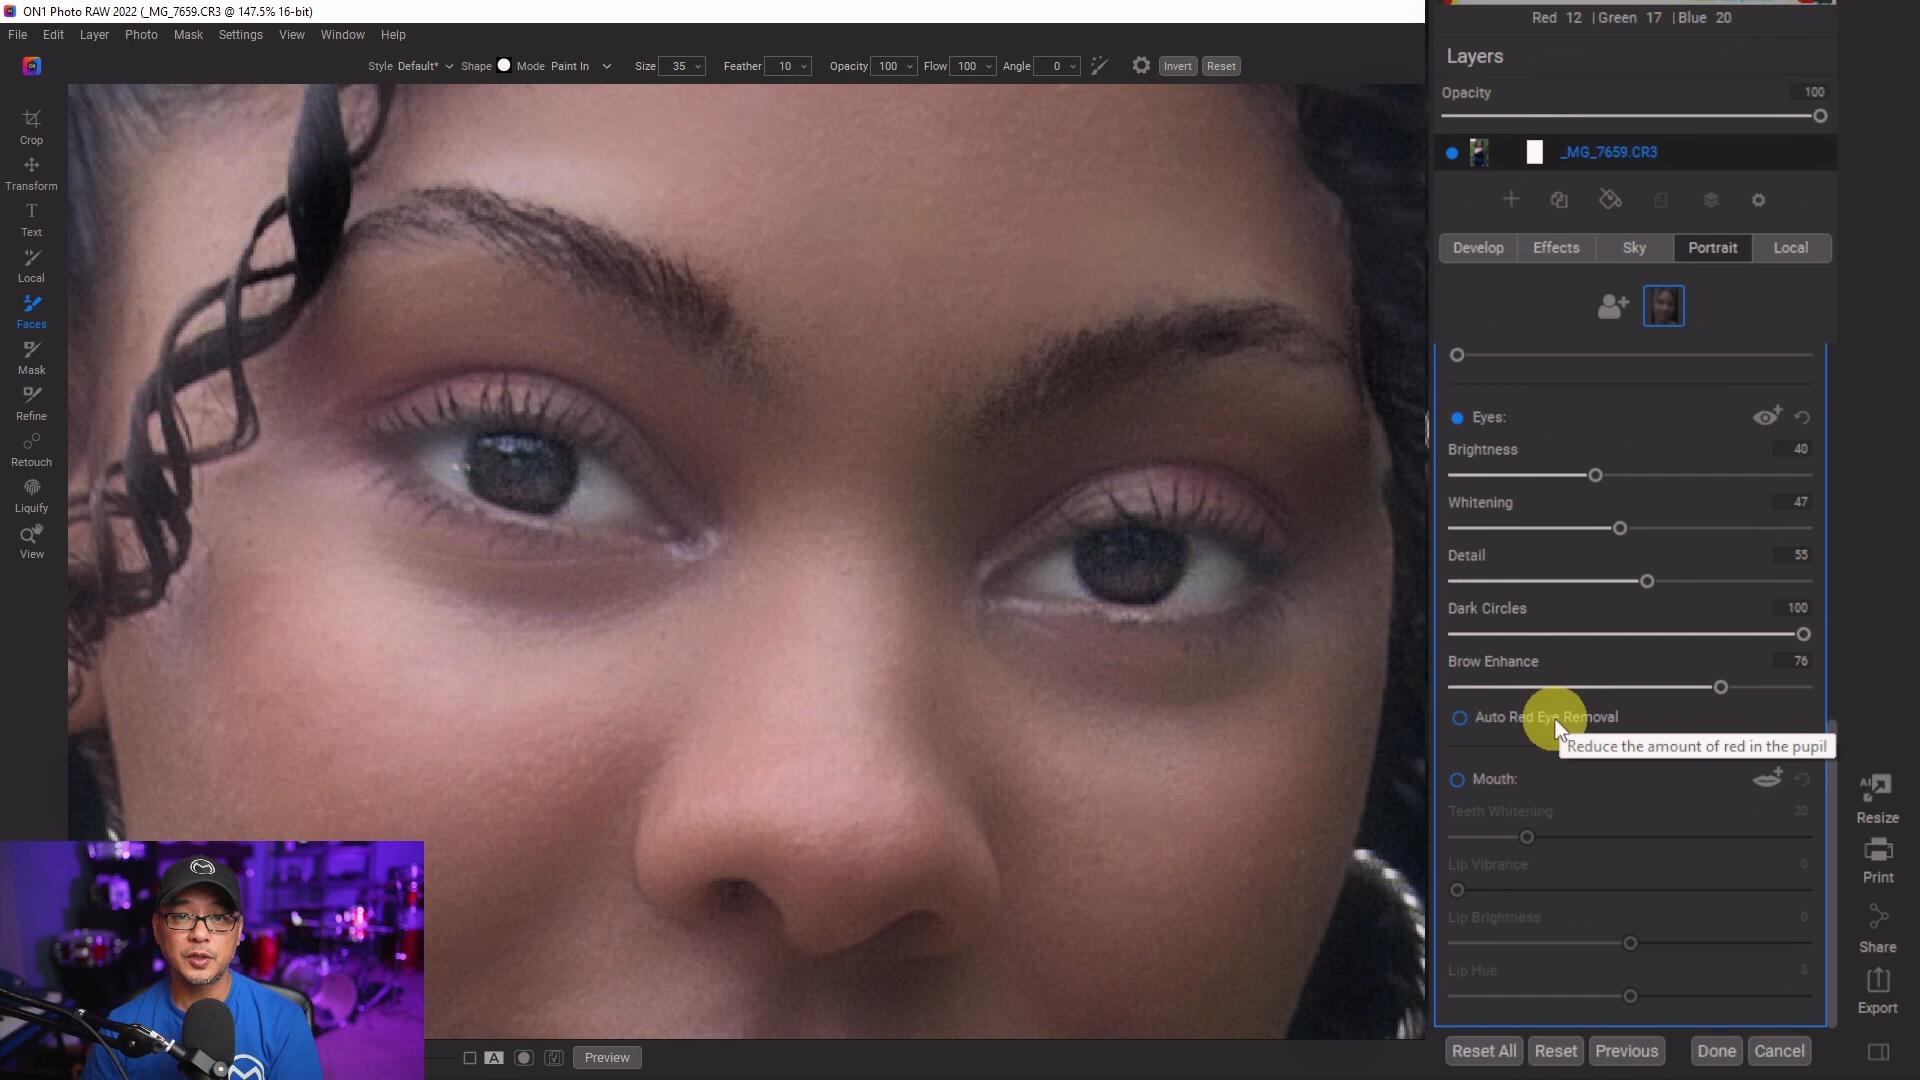 ON1 Photo RAW 2022 (_MG_7659.CR3 @ 147.5% 16-bit)
File Edit Layer Photo Mask Settings View Window Help
Style Default* Shape Mode Paint In Size 35 Feather 10 Opacity 100 Flow 100 Angle 0 Invert Reset
Crop
Transform
Text
Local
Faces
Mask
Refine
Retouch
Liquify
View
A
Preview
Red 12 | Green 17 | Blue 20
Layers
Opacity 100
_MG_7659.CR3
Develop Effects Sky Portrait Local
Eyes:
Brightness 40
Whitening 47
Detail 55
Dark Circles 100
Brow Enhance 76
Auto Red Eye Removal
Reduce the amount of red in the pupil
Mouth:
Teeth Whitening 20
Lip Vibrance 0
Lip Brightness 0
Lip Hue 0
Reset All Reset Previous Done Cancel
AI
Resize
Print
Share
Export